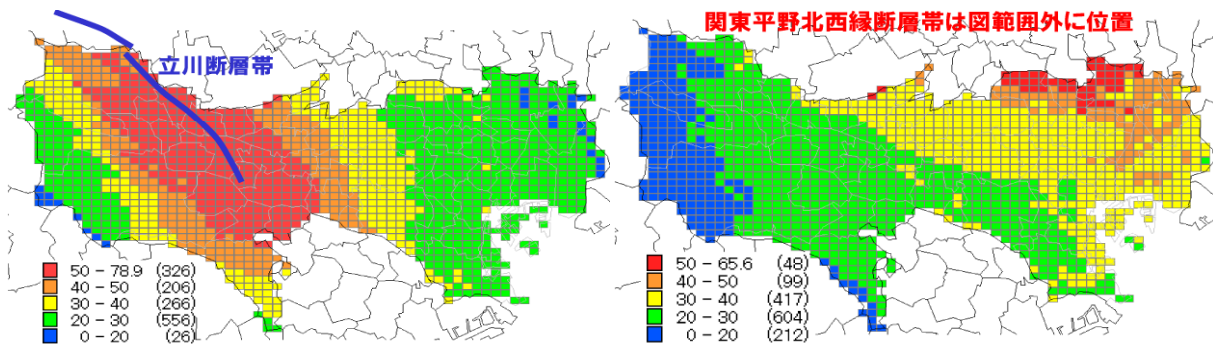 立川断層帯
50 – 78.9 (326)
40 – 50 (206)
30 – 40 (266)
20 – 30 (556)
0 – 20 (26)
関東平野北西縁断層帯は図範囲外に位置
50 – 65.6 (48)
40 – 50 (99)
30 – 40 (417)
20 – 30 (604)
0 – 20 (212)